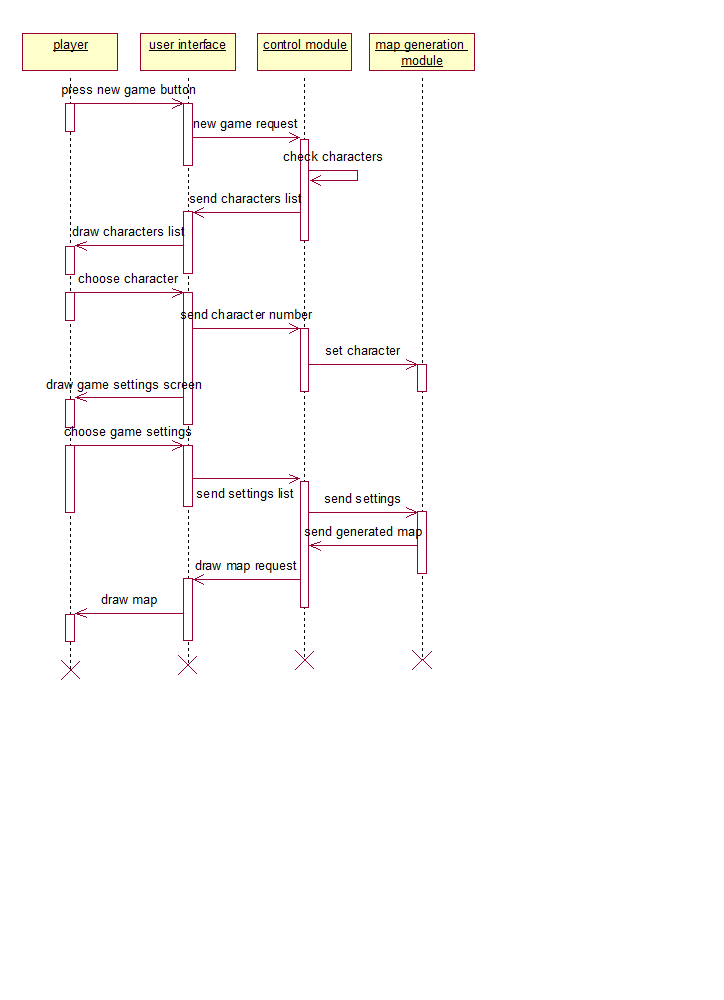 player
user interface
control module
map generation
module
press new game button
new game request
check characters
send characters list
draw characters list
choose character
send character number
set character
draw game settings screen
choose game settings
send settings list
send settings
send generated map
draw map request
draw map